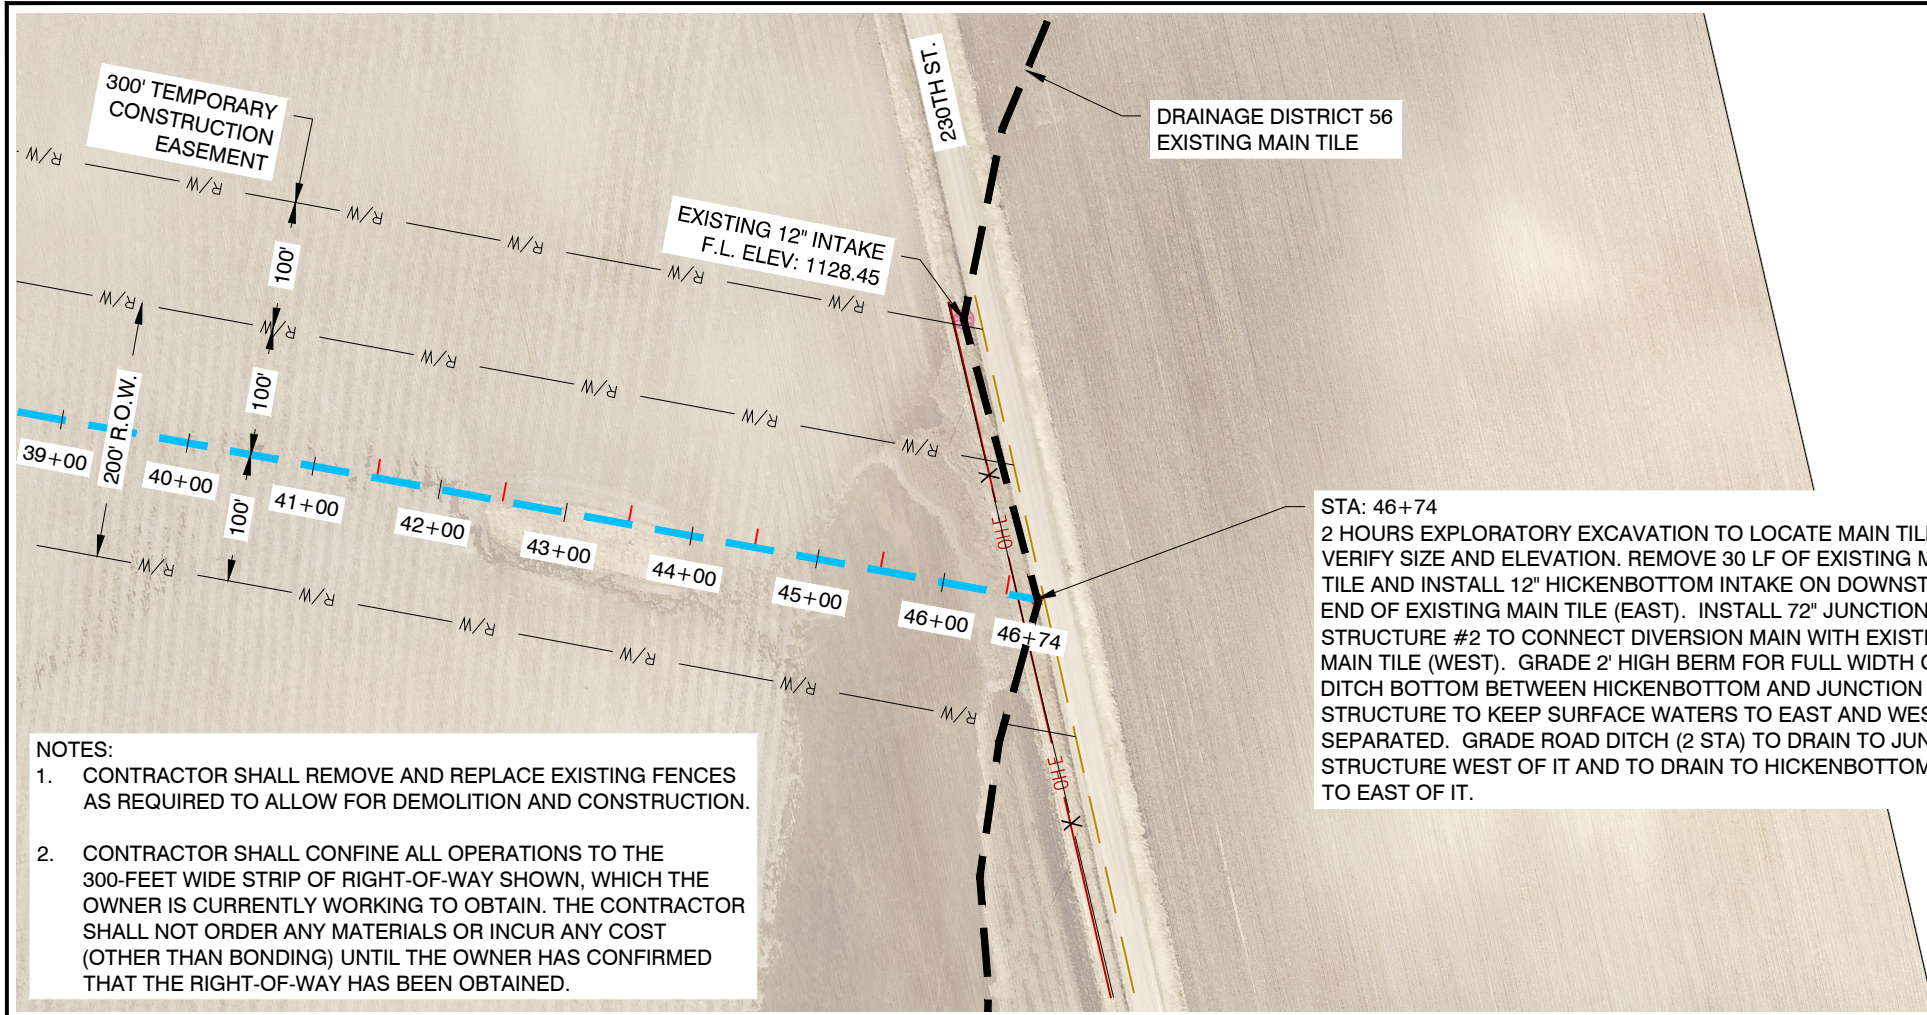 300' TEMPORARY
CONSTRUCTION
EASEMENT
230TH ST.
DRAINAGE DISTRICT 56
EXISTING MAIN TILE
EXISTING 12" INTAKE
F.L. ELEV: 1128.45
R/W
R/W
R/W
R/W
R/W
R/W
100'
R/W
R/W
R/W
R/W
R/W
R/W
100'
200' R.O.W.
100'
39+00
40+00
41+00
42+00
43+00
44+00
45+00
46+00
46+74
R/W
R/W
R/W
R/W
R/W
R/W
OHE
OHE
STA: 46+74
2 HOURS EXPLORATORY EXCAVATION TO LOCATE MAIN TIL
VERIFY SIZE AND ELEVATION. REMOVE 30 LF OF EXISTING M
TILE AND INSTALL 12" HICKENBOTTOM INTAKE ON DOWNST
END OF EXISTING MAIN TILE (EAST). INSTALL 72" JUNCTION
STRUCTURE #2 TO CONNECT DIVERSION MAIN WITH EXISTI
MAIN TILE (WEST). GRADE 2' HIGH BERM FOR FULL WIDTH O
DITCH BOTTOM BETWEEN HICKENBOTTOM AND JUNCTION
STRUCTURE TO KEEP SURFACE WATERS TO EAST AND WES
SEPARATED. GRADE ROAD DITCH (2 STA) TO DRAIN TO JUN
STRUCTURE WEST OF IT AND TO DRAIN TO HICKENBOTTOM
TO EAST OF IT.
NOTES:
1. CONTRACTOR SHALL REMOVE AND REPLACE EXISTING FENCES
AS REQUIRED TO ALLOW FOR DEMOLITION AND CONSTRUCTION.
2. CONTRACTOR SHALL CONFINE ALL OPERATIONS TO THE
300-FEET WIDE STRIP OF RIGHT-OF-WAY SHOWN, WHICH THE
OWNER IS CURRENTLY WORKING TO OBTAIN. THE CONTRACTOR
SHALL NOT ORDER ANY MATERIALS OR INCUR ANY COST
(OTHER THAN BONDING) UNTIL THE OWNER HAS CONFIRMED
THAT THE RIGHT-OF-WAY HAS BEEN OBTAINED.